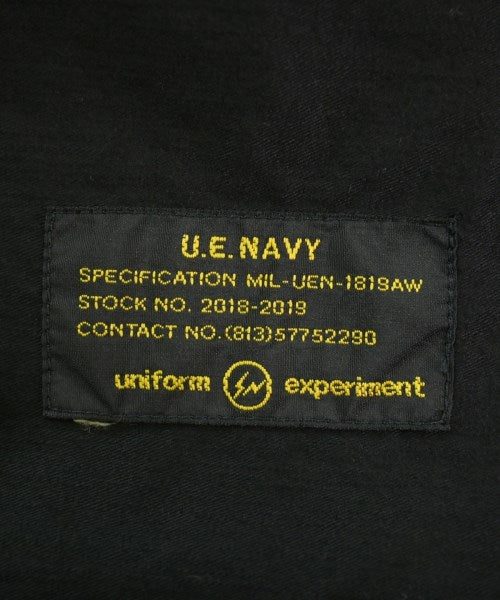 U.E. NAVY
SPECIFICATION MIL-UEN-1819AW
STOCK NO. 2018-2019
CONTACT NO.(813)57752290
uniform experiment